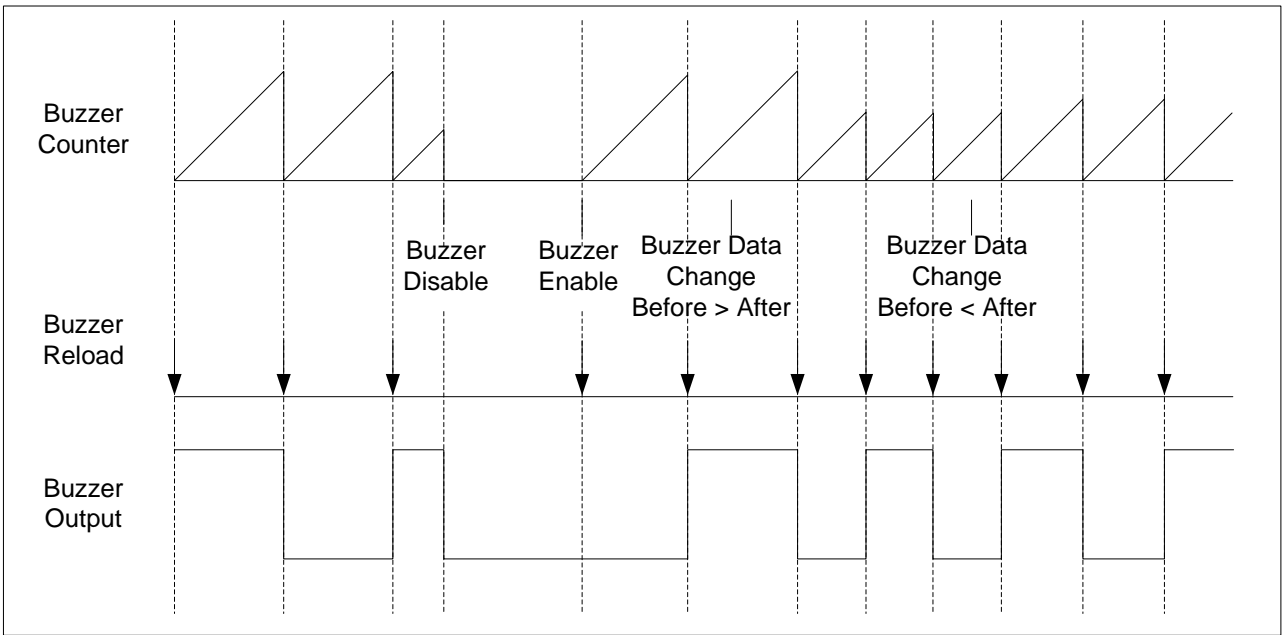 Buzzer
Counter
Buzzer
Disable
Buzzer
Enable
Buzzer Data
Change
Before > After
Buzzer Data
Change
Before < After
Buzzer
Reload
Buzzer
Output